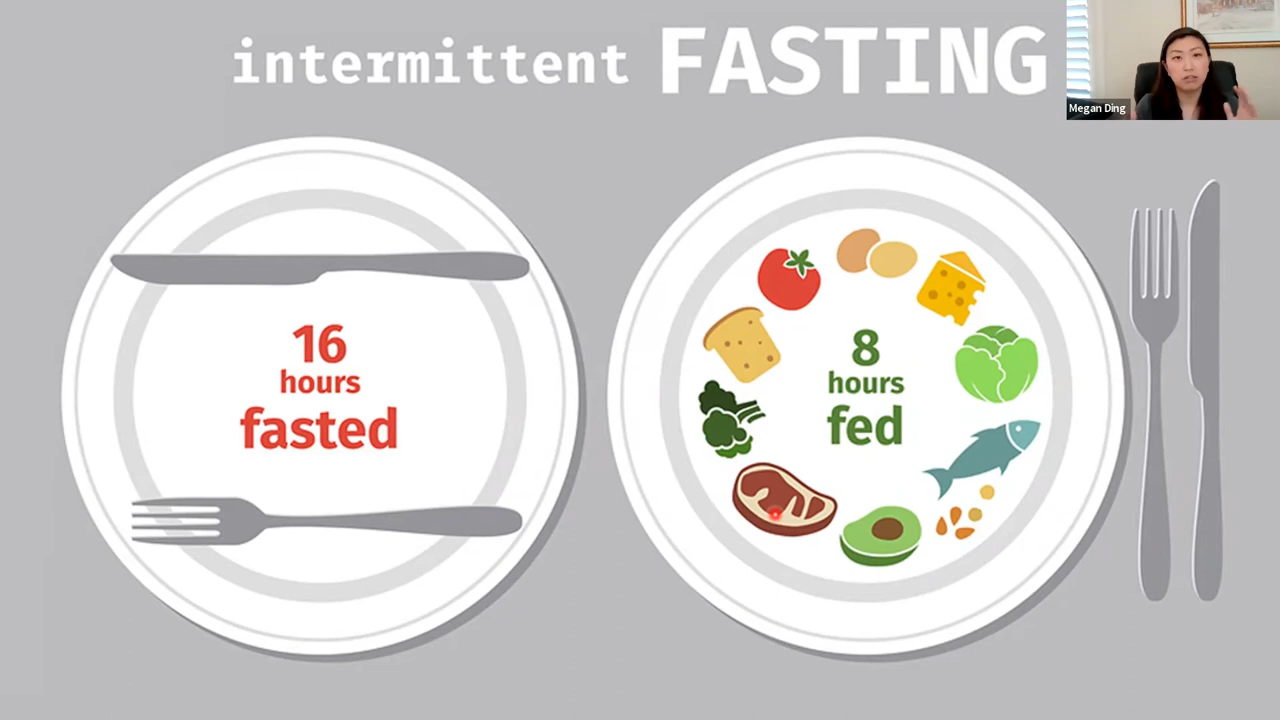 intermittent FASTING
Megan Ding
16
hours
fasted
8
hours
fed